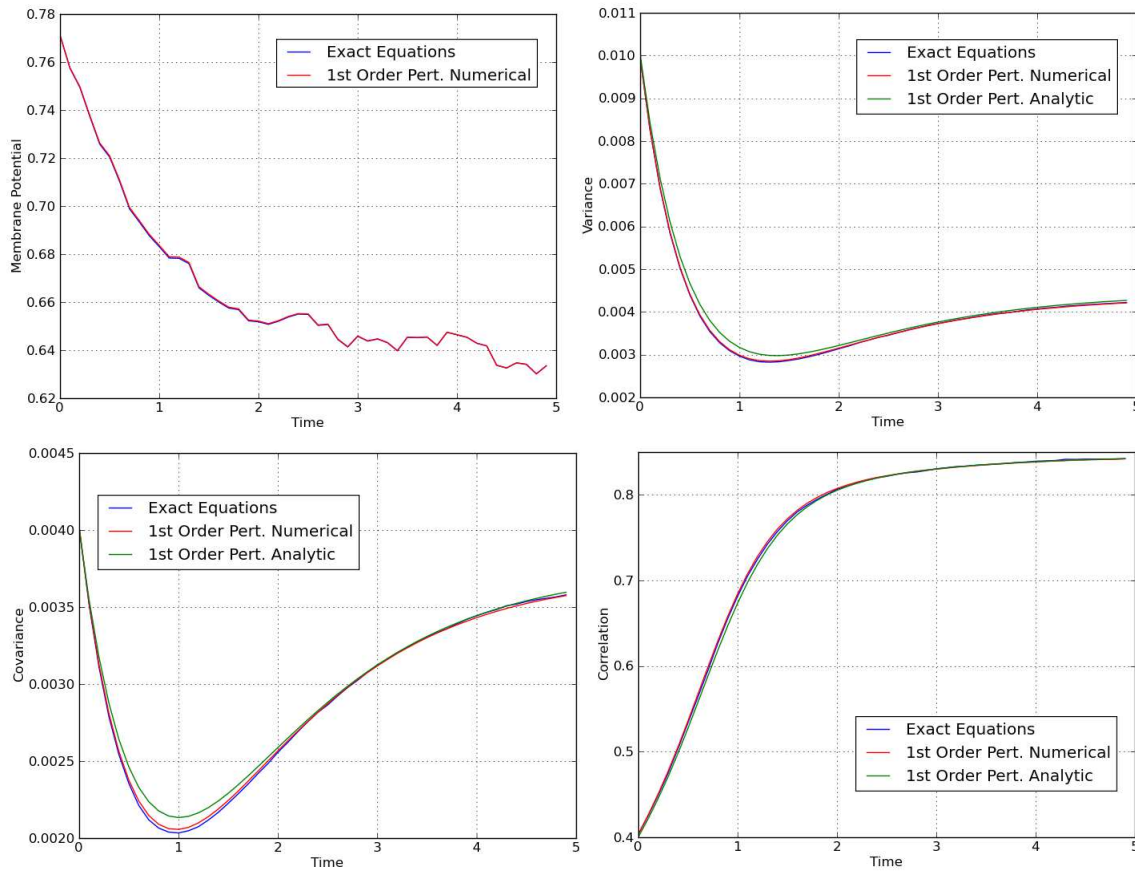 0.78
0.76
0.74
0.72
0.70
0.68
0.66
0.64
0.62
0
1
2
3
4
5
Membrane Potential
Time
Exact Equations
1st Order Pert. Numerical
0.011
0.010
0.009
0.008
0.007
0.006
0.005
0.004
0.003
0.002
0
1
2
3
4
5
Variance
Time
Exact Equations
1st Order Pert. Numerical
1st Order Pert. Analytic
0.0045
0.0040
0.0035
0.0030
0.0025
0.0020
0
1
2
3
4
5
Covariance
Time
Exact Equations
1st Order Pert. Numerical
1st Order Pert. Analytic
0.8
0.7
0.6
0.5
0.4
0
1
2
3
4
5
Correlation
Time
Exact Equations
1st Order Pert. Numerical
1st Order Pert. Analytic